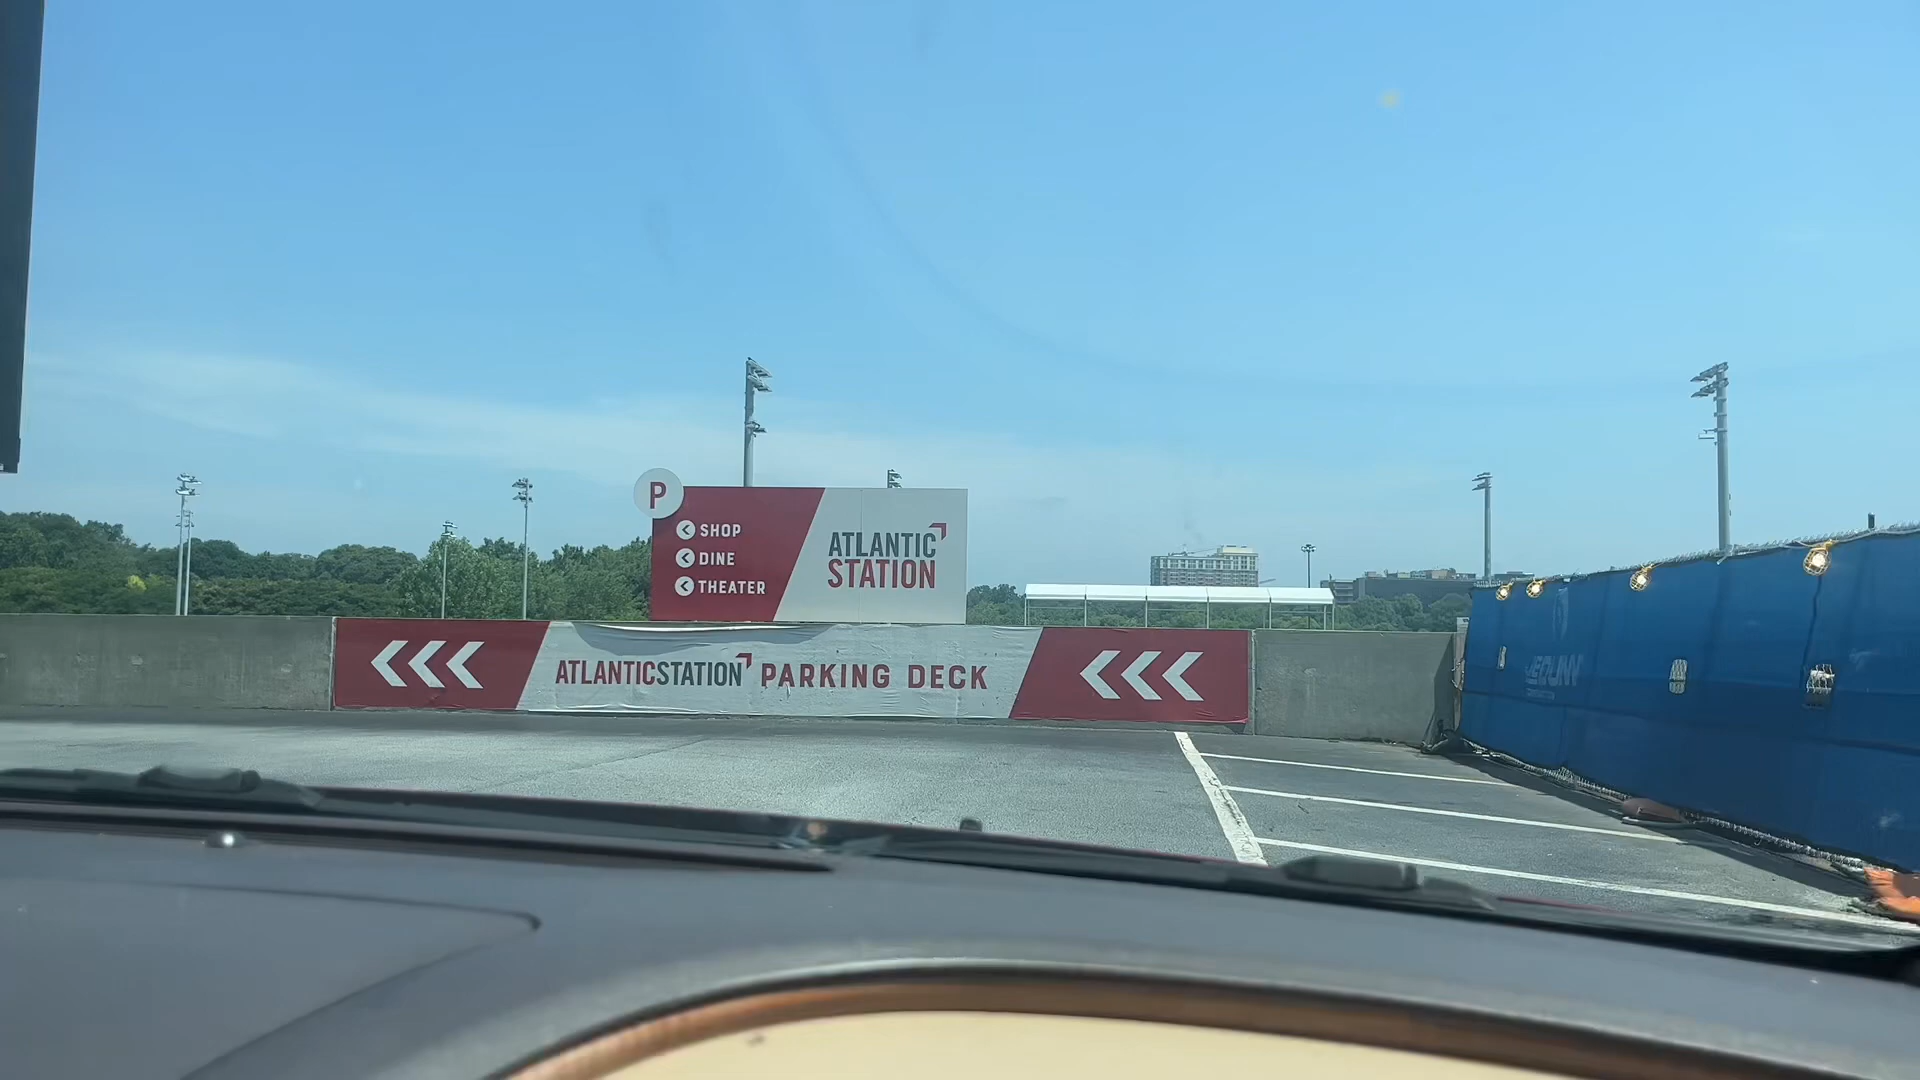 P
SHOP
DINE
THEATER
ATLANTIC
STATION
ATLANTICSTATION PARKING DECK